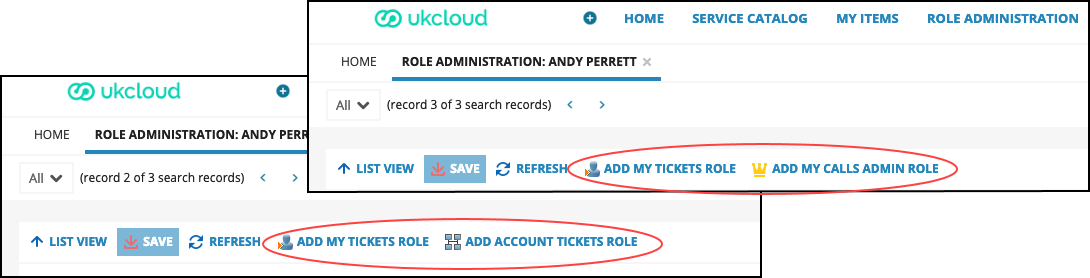 ukcloud
HOME SERVICE CATALOG MY ITEMS ROLE ADMINISTRATION
HOME ROLE ADMINISTRATION: ANDY PERRETT
All (record 3 of 3 search records)
LIST VIEW SAVE REFRESH ADD MY TICKETS ROLE ADD MY CALLS ADMIN ROLE
ukcloud
HOME ROLE ADMINISTRATION: ANDY PERR
All (record 2 of 3 search records)
LIST VIEW SAVE REFRESH ADD MY TICKETS ROLE ADD ACCOUNT TICKETS ROLE